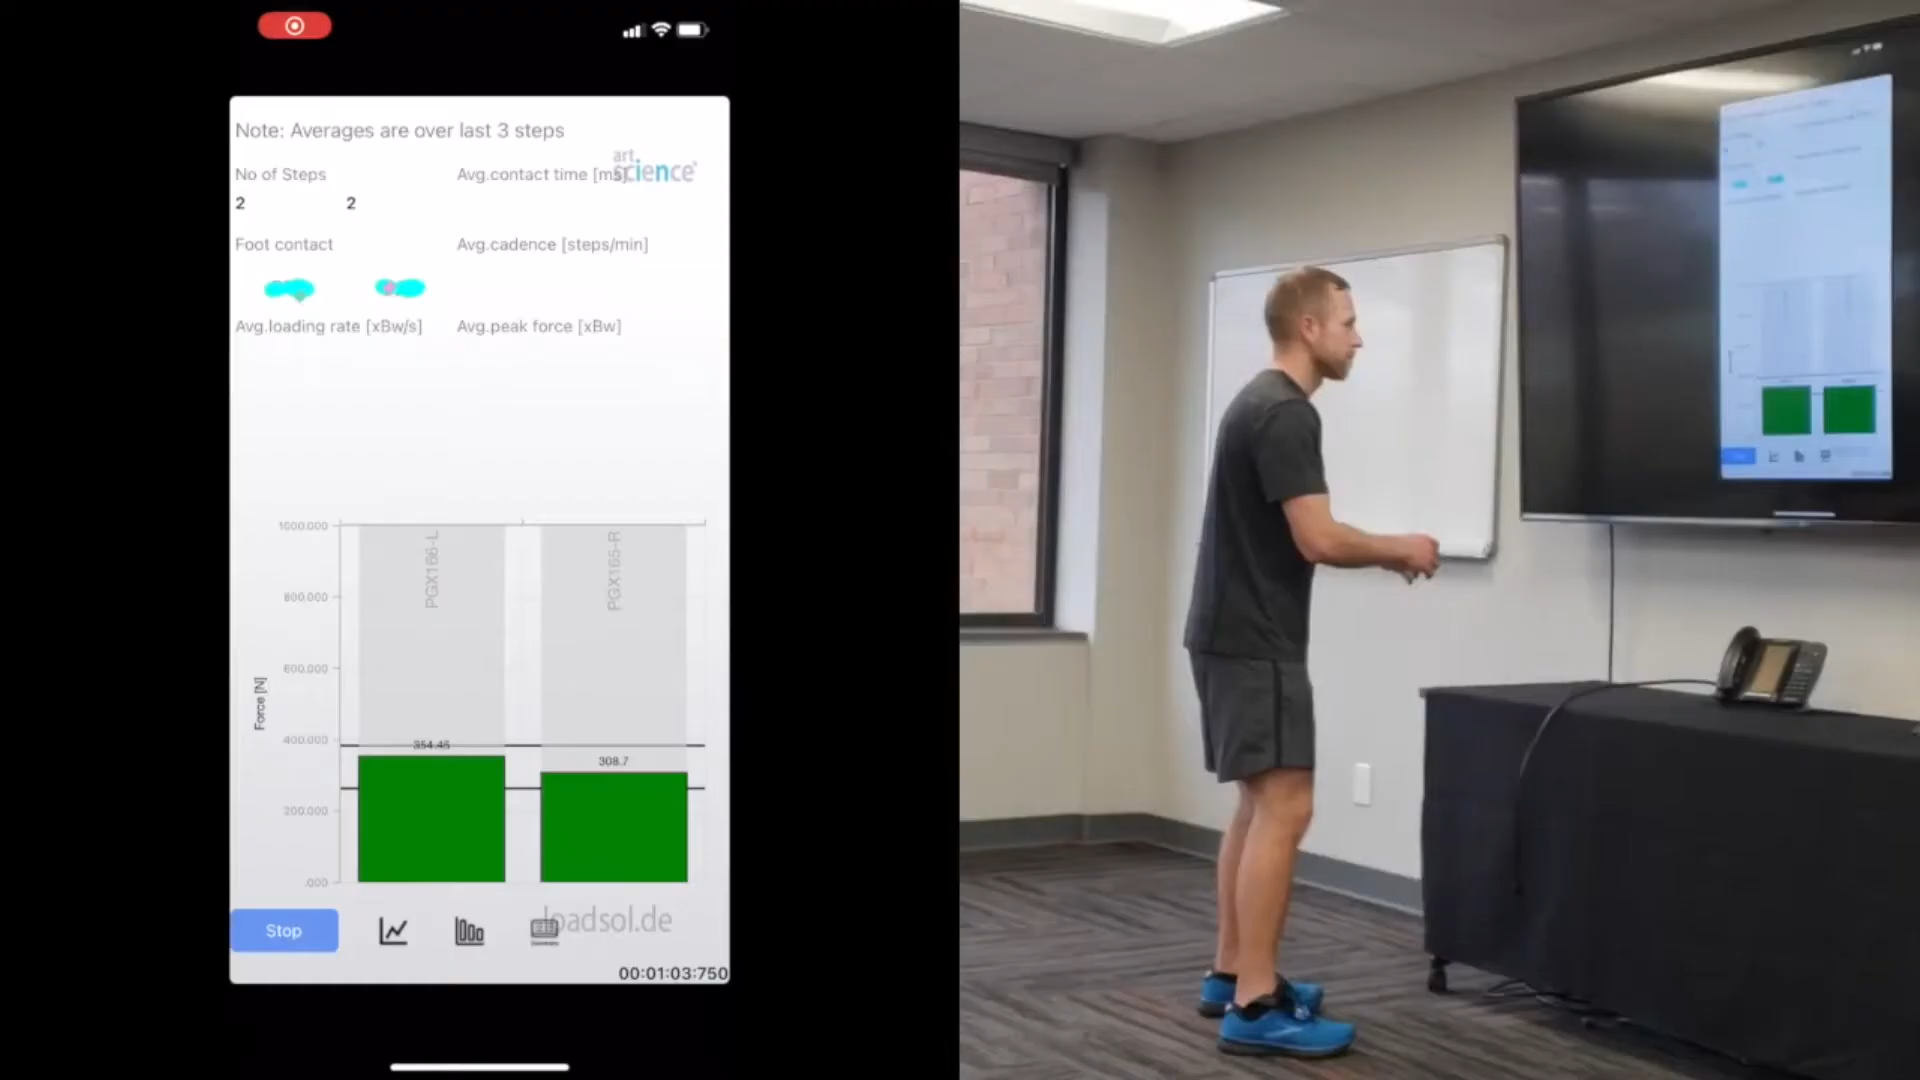 Note: Averages are over last 3 steps
art
science
No of Steps
Avg.contact time [ms]
2
2
Foot contact
Avg.cadence [steps/min]
Avg.loading rate [xBw/s]
Avg.peak force [xBw]
1000.000
PGX166-L
PGX165-R
800.000
600.000
Force [N]
400.000
354.45
308.7
200.000
.000
Stop
loadsol.de
00:01:03:750